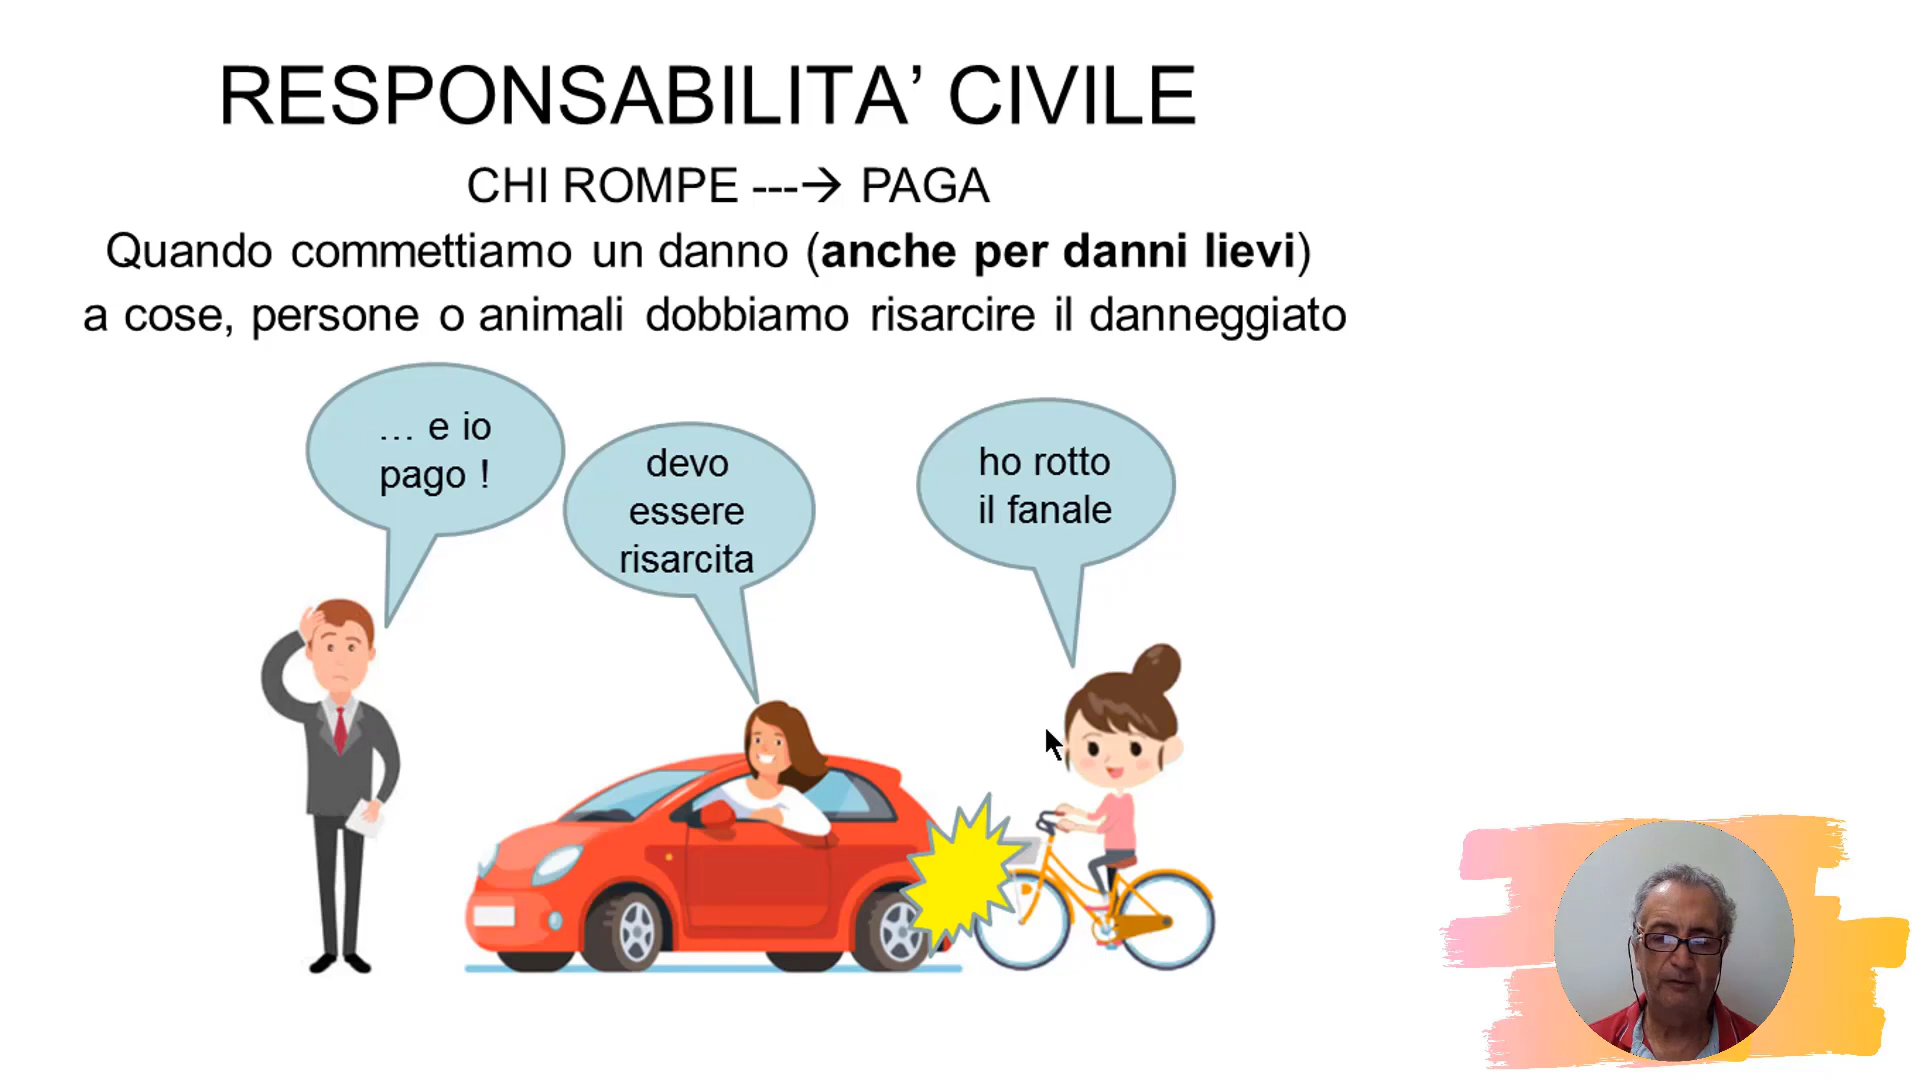 RESPONSABILITA’ CIVILE
CHI ROMPE ---→ PAGA
Quando commettiamo un danno (anche per danni lievi)
a cose, persone o animali dobbiamo risarcire il danneggiato
… e io
pago !
devo
essere
risarcita
ho rotto
il fanale